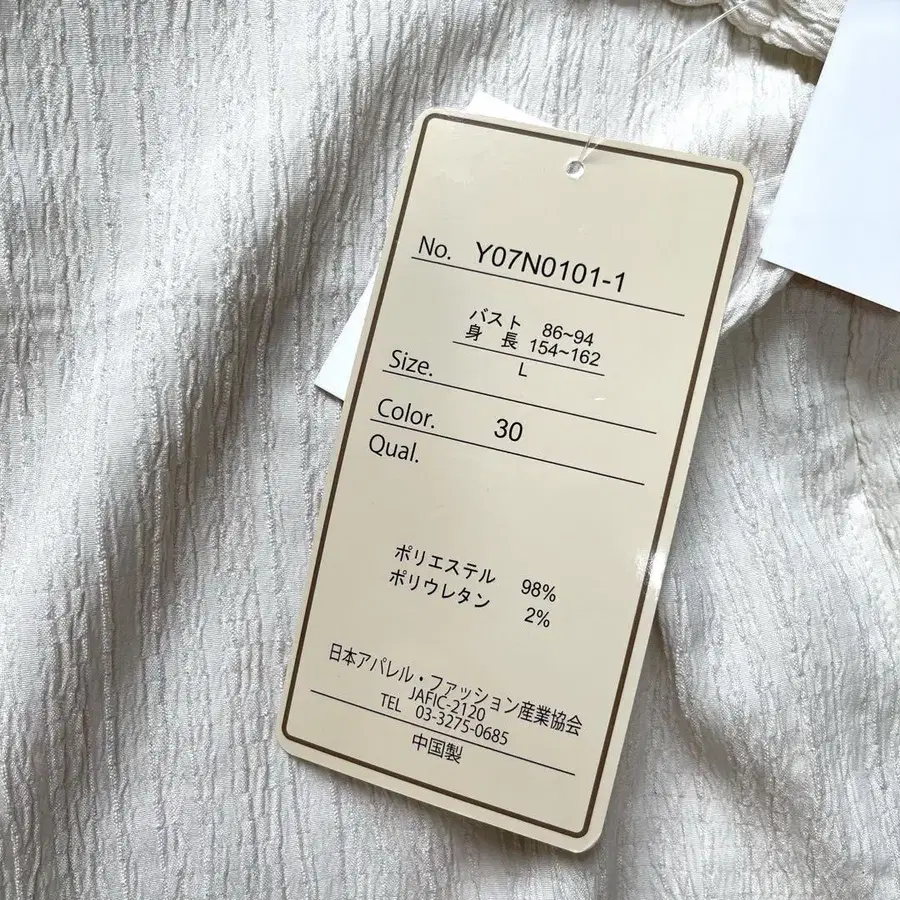 No. Y07N0101-1
バスト 86~94
身 長 154~162
Size. L
Color. 30
Qual.
ポリエステル 98%
ポリウレタン 2%
日本アパレル・ファッション産業協会
JAFIC-2120
TEL 03-3275-0685
中国製